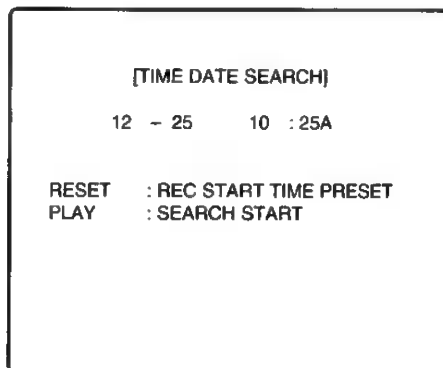 [TIME DATE SEARCH]
12 - 25 10 : 25A
RESET : REC START TIME PRESET
PLAY : SEARCH START